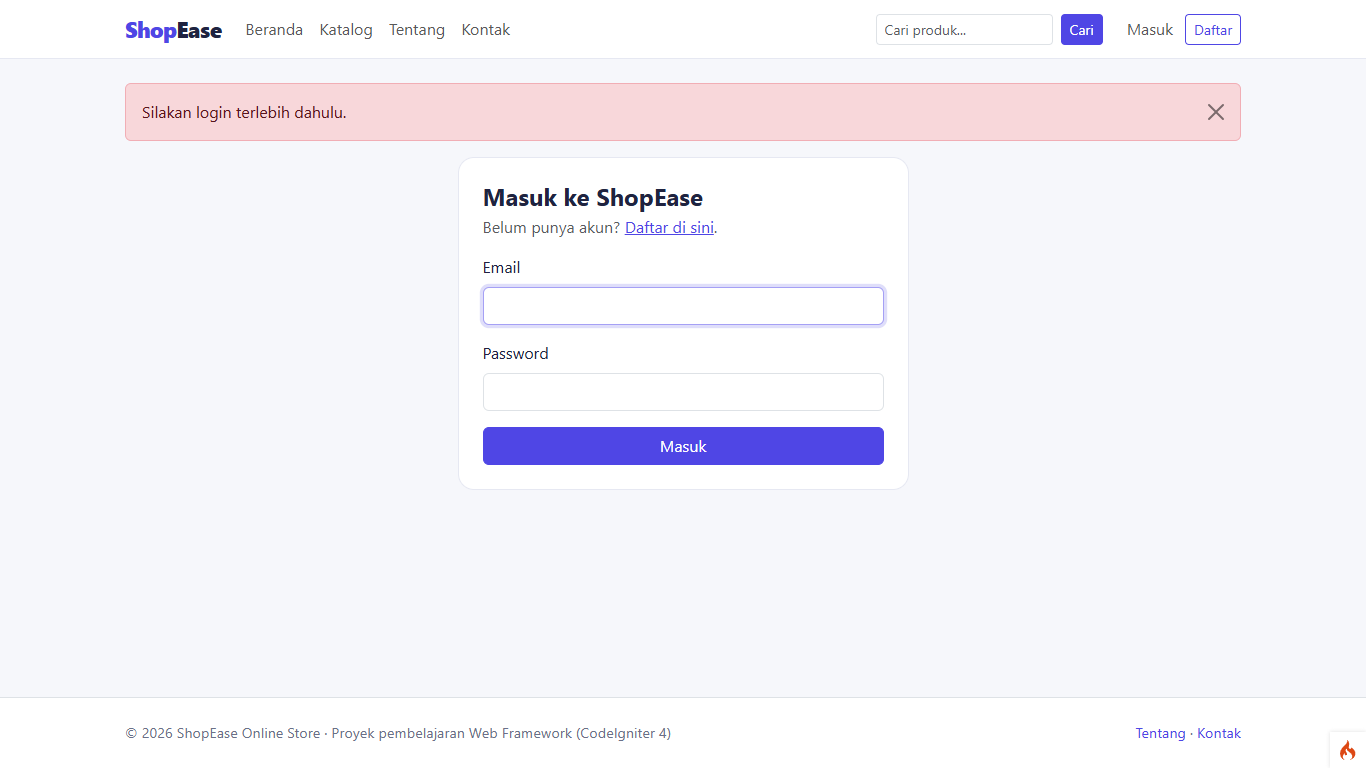 ShopEase Beranda Katalog Tentang Kontak Cari produk... Cari Masuk Daftar
Silakan login terlebih dahulu.
Masuk ke ShopEase
Belum punya akun? Daftar di sini.
Email
Password
Masuk
© 2026 ShopEase Online Store · Proyek pembelajaran Web Framework (CodeIgniter 4) Tentang · Kontak